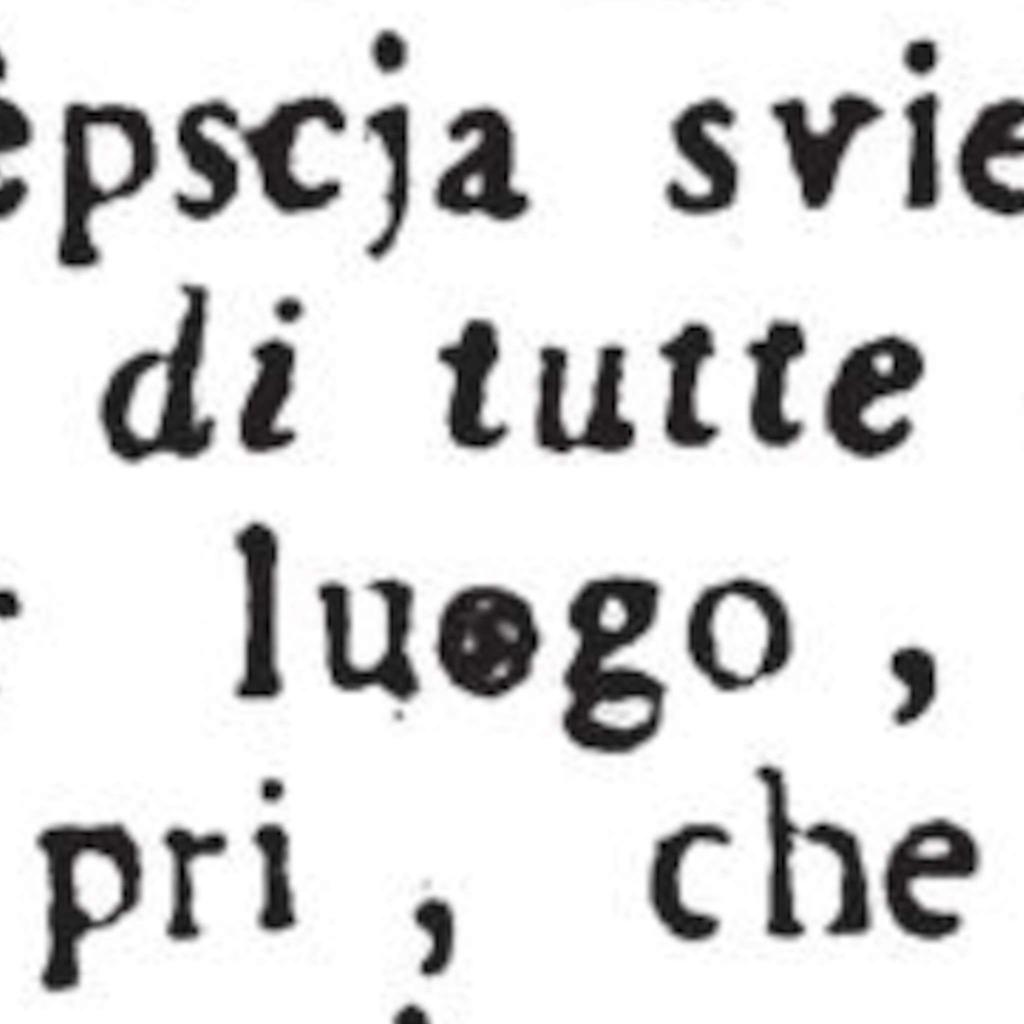 èpscja svie
di tutte
luogo ,
pri , che